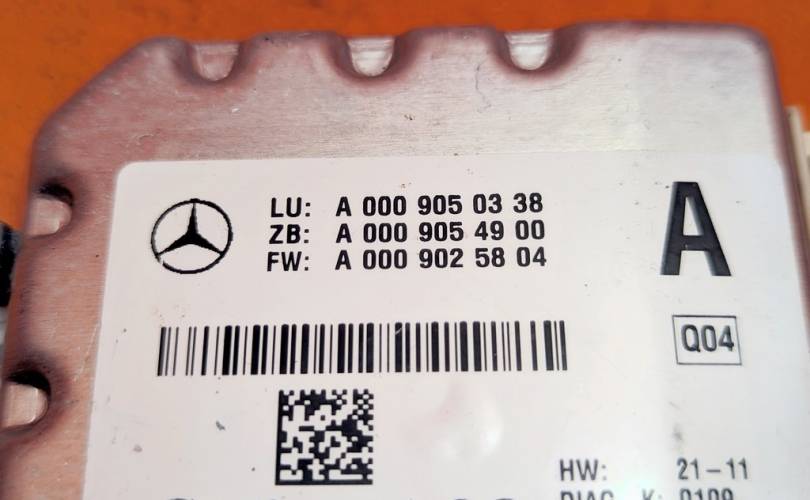 LU: A 000 905 03 38
ZB: A 000 905 49 00
FW: A 000 902 58 04
A
Q04
HW: 21-11